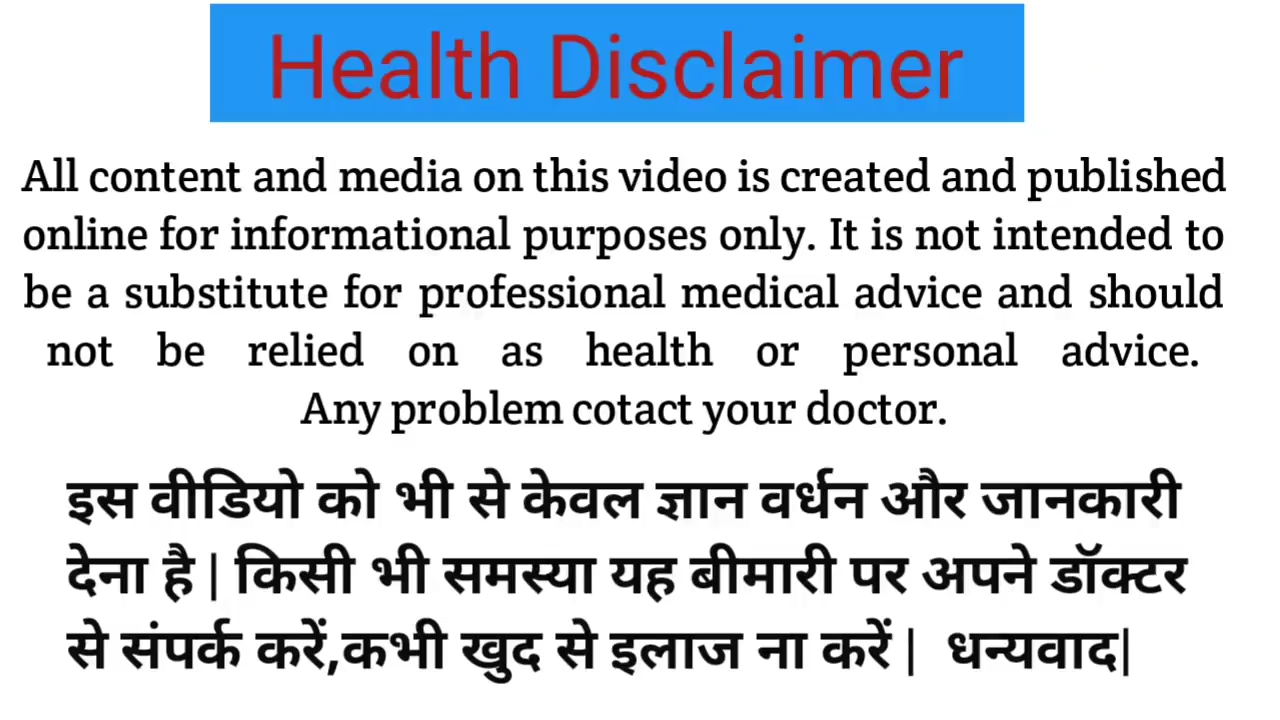 Health Disclaimer
All content and media on this video is created and published
online for informational purposes only. It is not intended to
be a substitute for professional medical advice and should
not be relied on as health or personal advice.
Any problem cotact your doctor.
इस वीडियो को भी से केवल ज्ञान वर्धन और जानकारी
देना है | किसी भी समस्या यह बीमारी पर अपने डॉक्टर
से संपर्क करें,कभी खुद से इलाज ना करें | धन्यवाद|